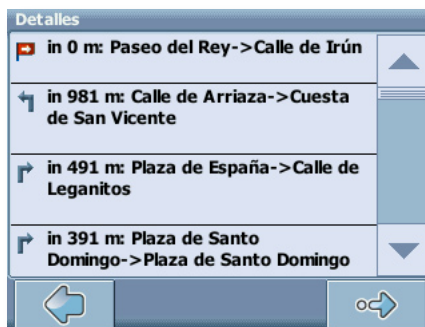 Detalles
in 0 m: Paseo del Rey->Calle de Irún
in 981 m: Calle de Arriaza->Cuesta
de San Vicente
in 491 m: Plaza de España->Calle de
Leganitos
in 391 m: Plaza de Santo
Domingo->Plaza de Santo Domingo